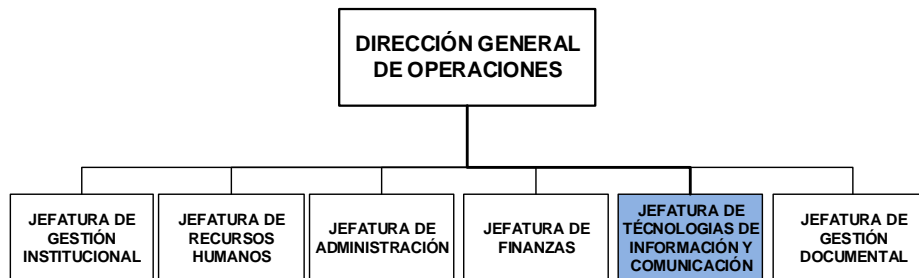 DIRECCIÓN GENERAL
DE OPERACIONES
JEFATURA DE
GESTIÓN
INSTITUCIONAL
JEFATURA DE
RECURSOS
HUMANOS
JEFATURA DE
ADMINISTRACIÓN
JEFATURA DE
FINANZAS
JEFATURA DE
TÉCNOLOGIAS DE
INFORMACIÓN Y
COMUNICACIÓN
JEFATURA DE
GESTIÓN
DOCUMENTAL